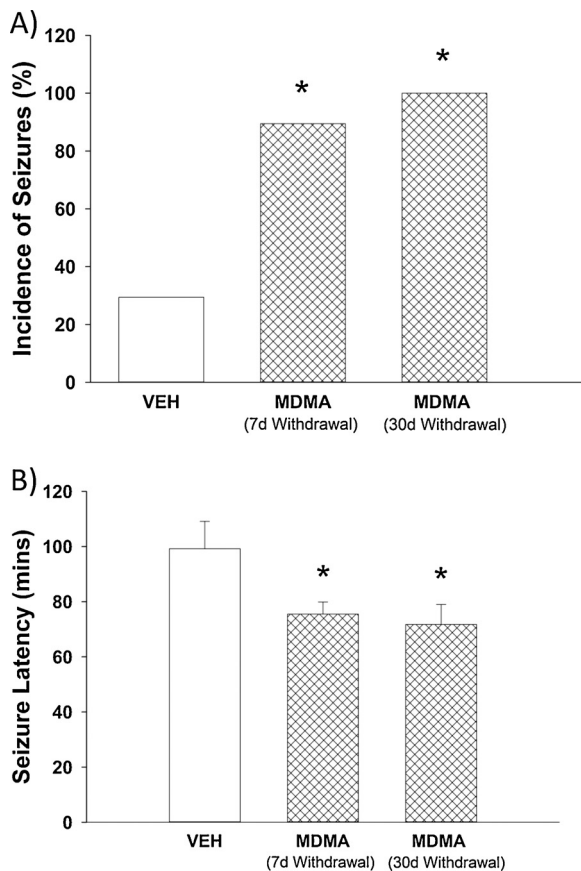 A)
Incidence of Seizures (%)
120
100
80
60
40
20
0
*
*
VEH
MDMA
(7d Withdrawal)
MDMA
(30d Withdrawal)
B)
Seizure Latency (mins)
120
100
80
60
40
20
0
*
*
VEH
MDMA
(7d Withdrawal)
MDMA
(30d Withdrawal)